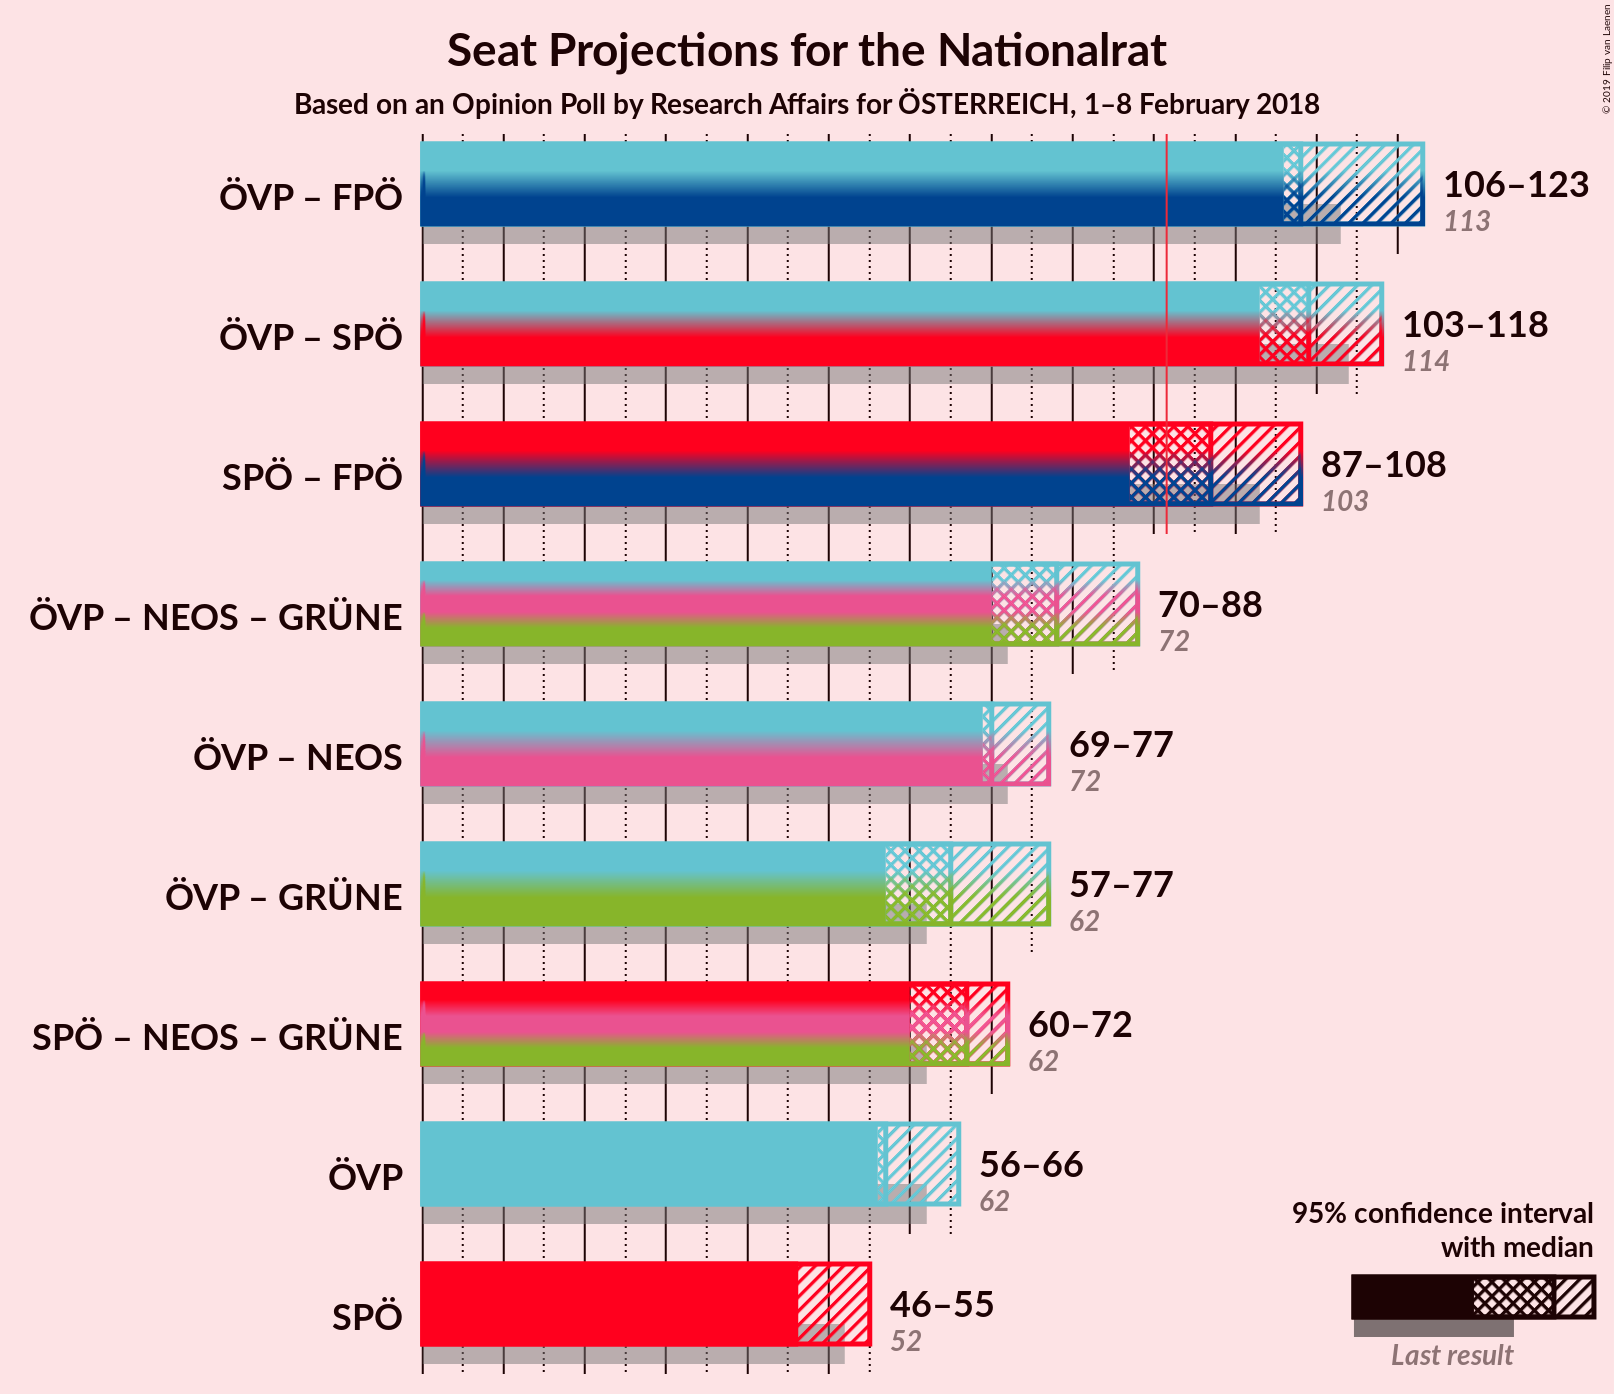 Seat Projections for the Nationalrat
Based on an Opinion Poll by Research Affairs for ÖSTERREICH, 1–8 February 2018
© 2019 Filip van Laenen
ÖVP – FPÖ
106–123
113
ÖVP – SPÖ
103–118
114
SPÖ – FPÖ
87–108
103
ÖVP – NEOS – GRÜNE
70–88
72
ÖVP – NEOS
69–77
72
ÖVP – GRÜNE
57–77
62
SPÖ – NEOS – GRÜNE
60–72
62
ÖVP
56–66
62
SPÖ
46–55
52
95% confidence interval
with median
Last result